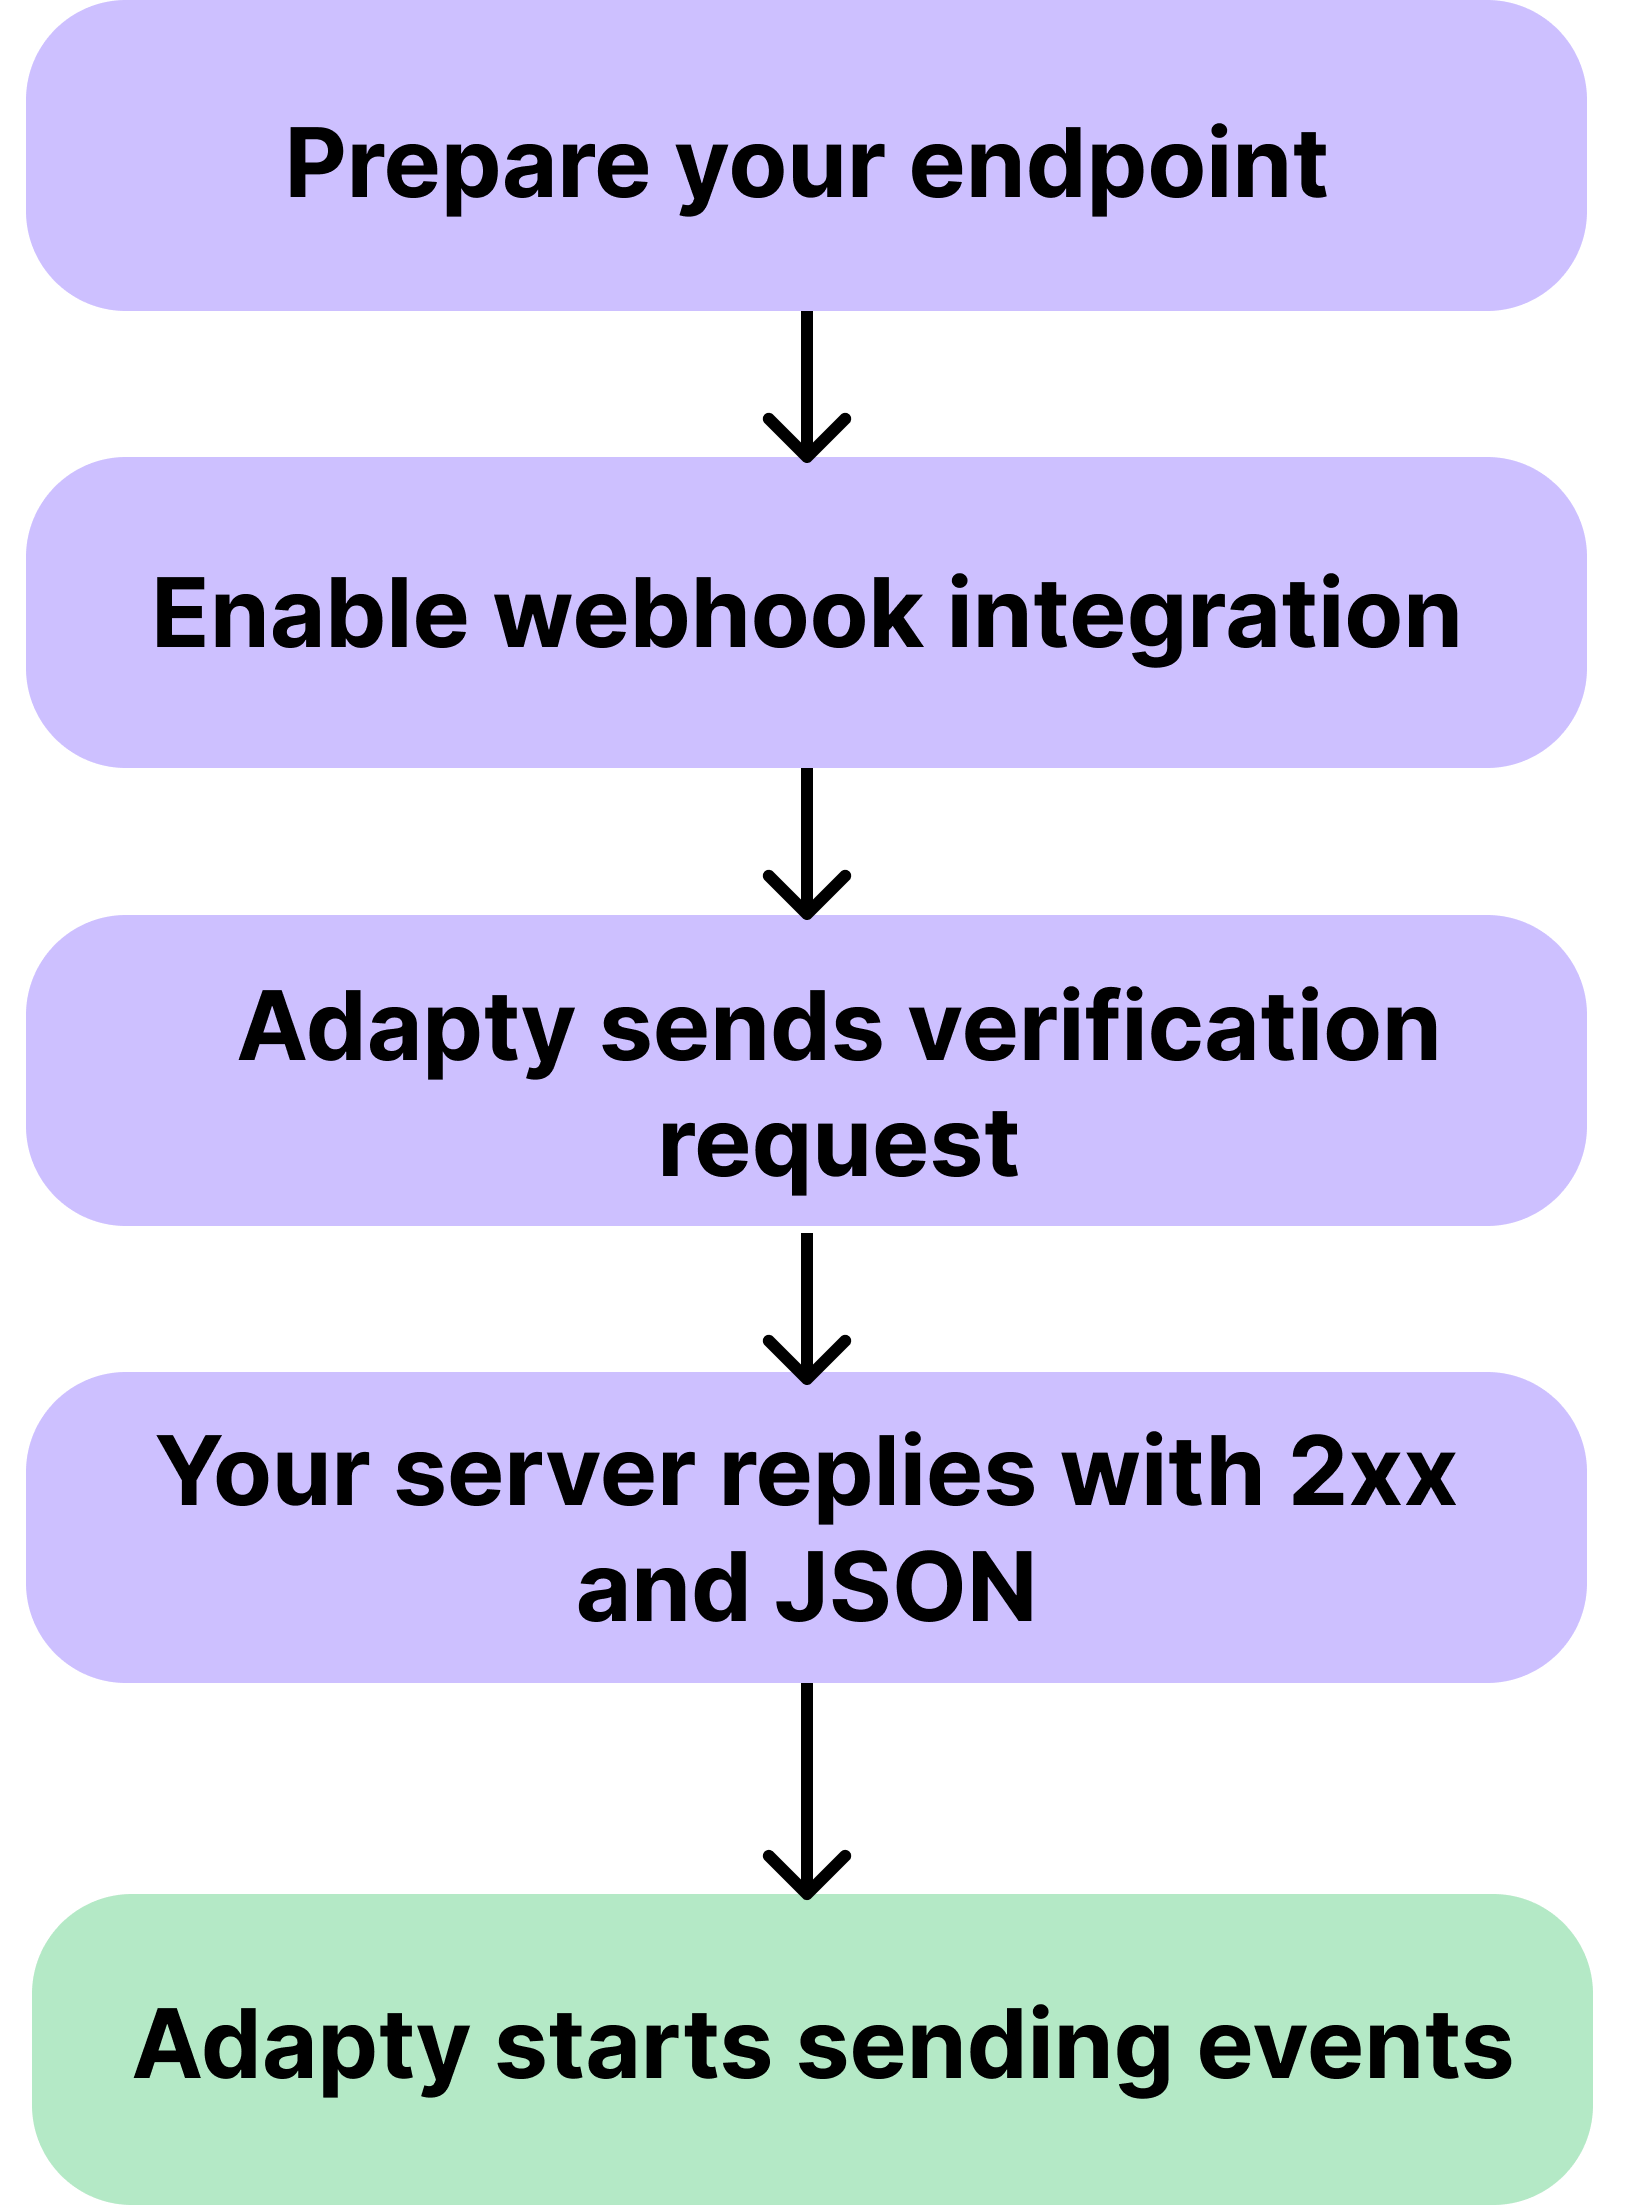 Prepare your endpoint
Enable webhook integration
Adapty sends verification
request
Your server replies with 2xx
and JSON
Adapty starts sending events